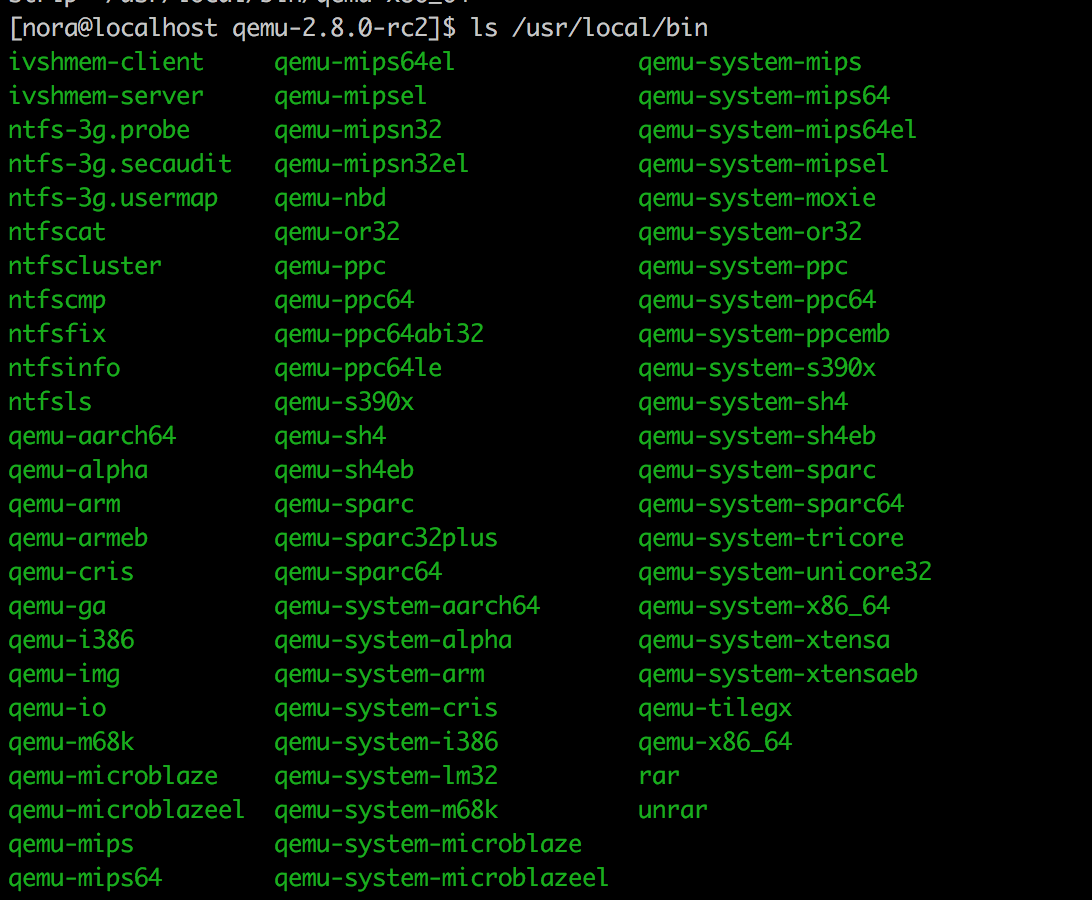 strip /usr/local/bin/qemu-x86_64
[nora@localhost qemu-2.8.0-rc2]$ ls /usr/local/bin
ivshmem-client qemu-mips64el qemu-system-mips
ivshmem-server qemu-mipsel qemu-system-mips64
ntfs-3g.probe qemu-mipsn32 qemu-system-mips64el
ntfs-3g.secaudit qemu-mipsn32el qemu-system-mipsel
ntfs-3g.usermap qemu-nbd qemu-system-moxie
ntfscat qemu-or32 qemu-system-or32
ntfscluster qemu-ppc qemu-system-ppc
ntfscmp qemu-ppc64 qemu-system-ppc64
ntfsfix qemu-ppc64abi32 qemu-system-ppcemb
ntfsinfo qemu-ppc64le qemu-system-s390x
ntfsls qemu-s390x qemu-system-sh4
qemu-aarch64 qemu-sh4 qemu-system-sh4eb
qemu-alpha qemu-sh4eb qemu-system-sparc
qemu-arm qemu-sparc qemu-system-sparc64
qemu-armeb qemu-sparc32plus qemu-system-tricore
qemu-cris qemu-sparc64 qemu-system-unicore32
qemu-ga qemu-system-aarch64 qemu-system-x86_64
qemu-i386 qemu-system-alpha qemu-system-xtensa
qemu-img qemu-system-arm qemu-system-xtensaeb
qemu-io qemu-system-cris qemu-tilegx
qemu-m68k qemu-system-i386 qemu-x86_64
qemu-microblaze qemu-system-lm32 rar
qemu-microblazeel qemu-system-m68k unrar
qemu-mips qemu-system-microblaze
qemu-mips64 qemu-system-microblazeel